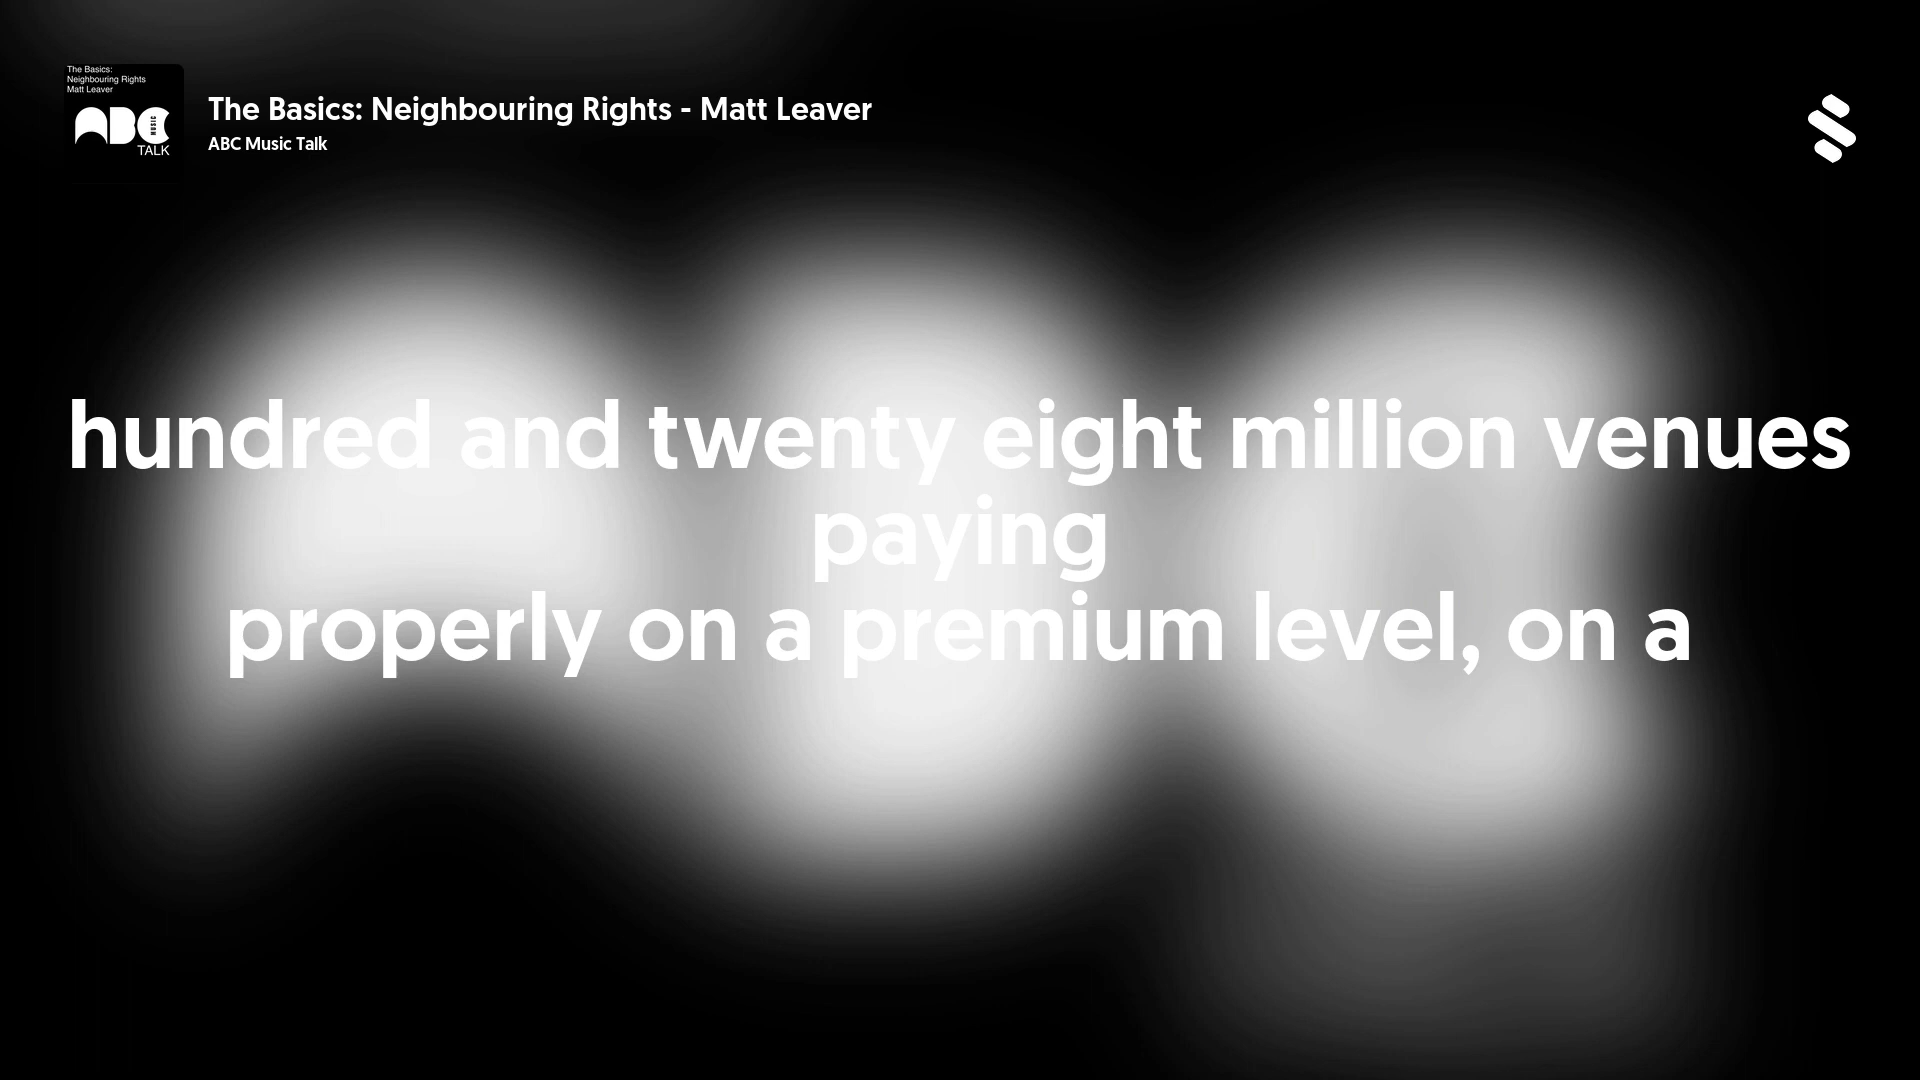 The Basics:
Neighbouring Rights
Matt Leaver
ABC
MUSIC
TALK
The Basics: Neighbouring Rights - Matt Leaver
ABC Music Talk
hundred and twenty eight million venues
paying
properly on a premium level, on a